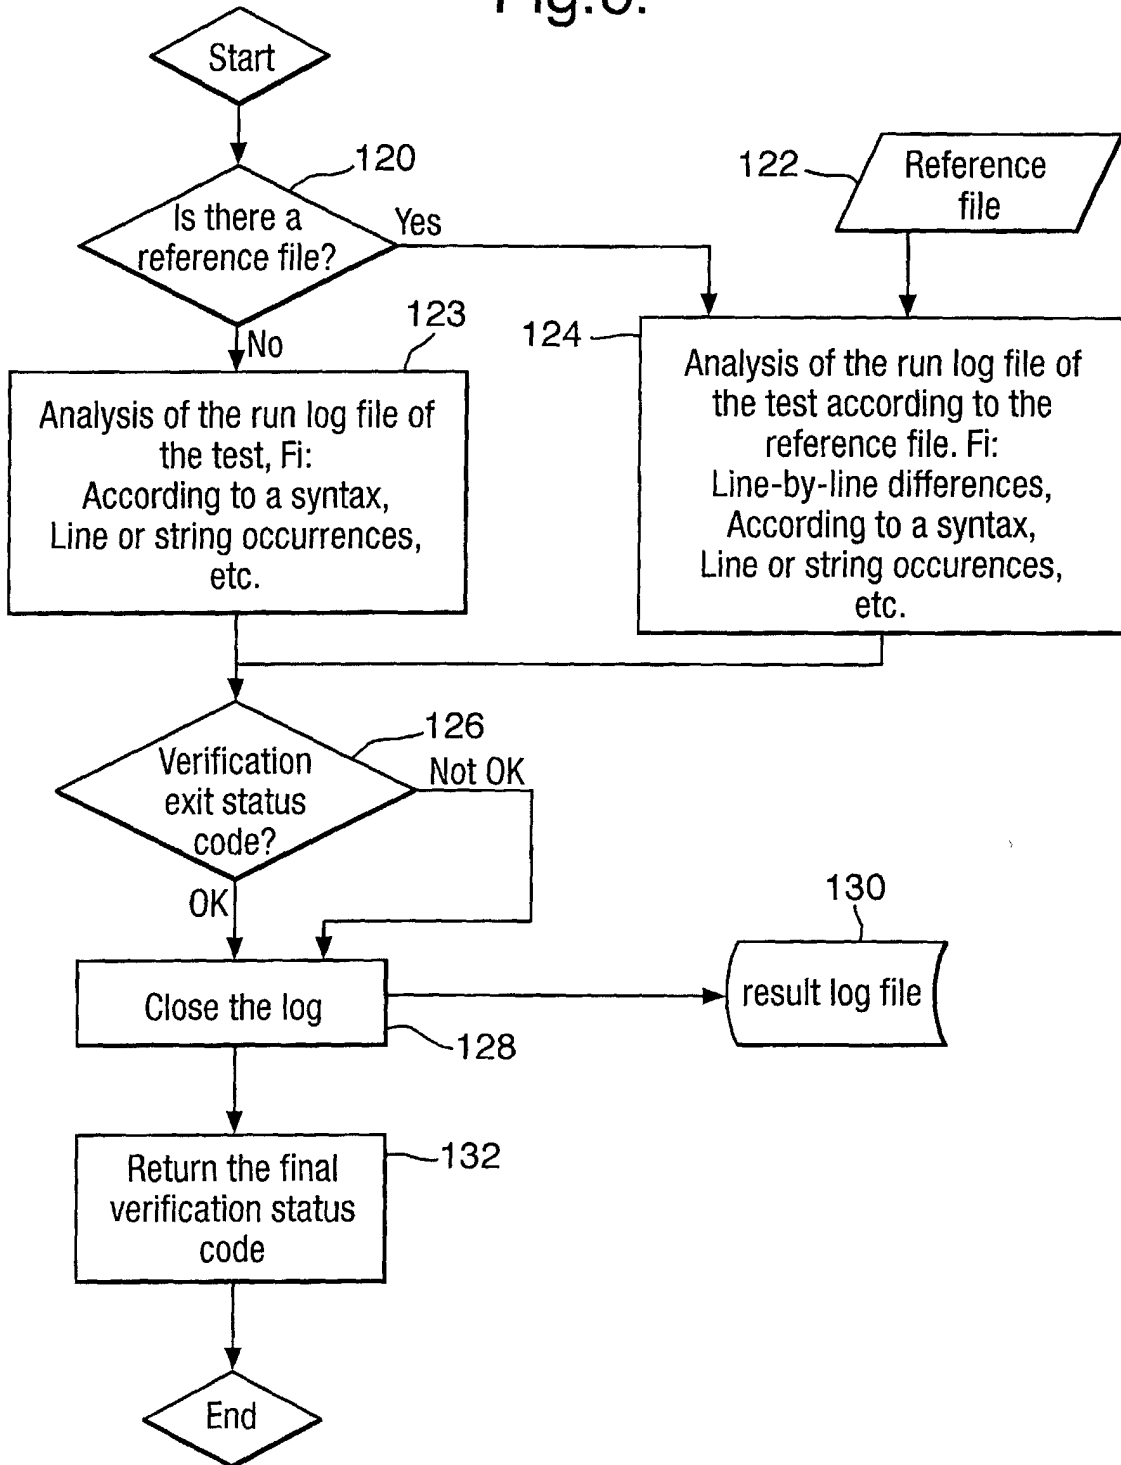 Start
120
Is there a
reference file?
Yes
122
Reference
file
No
123
Analysis of the run log file of
the test, Fi:
According to a syntax,
Line or string occurrences,
etc.
124
Analysis of the run log file of
the test according to the
reference file. Fi:
Line-by-line differences,
According to a syntax,
Line or string occurences,
etc.
126
Verification
exit status
code?
Not OK
OK
Close the log
128
130
result log file
Return the final
verification status
code
132
End